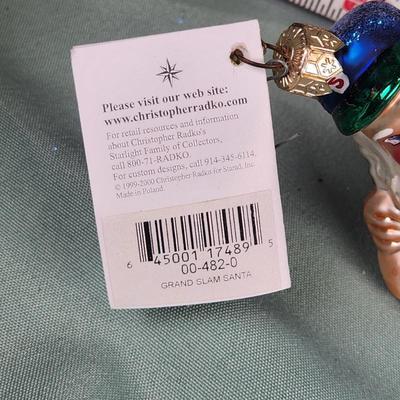 Please visit our web site:
www.christopherradko.com
For retail resources and information
about Christopher Radko's
Starlight Family of Collectors,
call 800-71-RADKO.
For custom designs, call 914-345-6114.
© 1999-2000 Christopher Radko for Starad, Inc.
Made in Poland.
6 45001 17489 5
00-482-0
GRAND SLAM SANTA